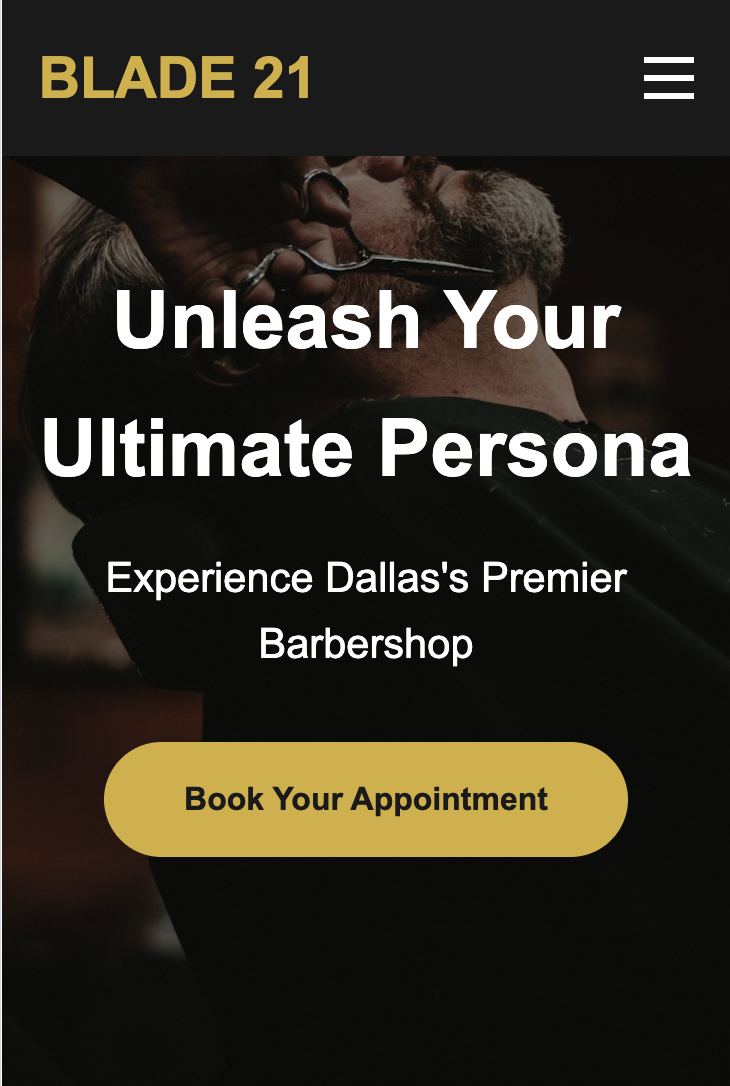 BLADE 21
Unleash Your
Ultimate Persona
Experience Dallas's Premier
Barbershop
Book Your Appointment